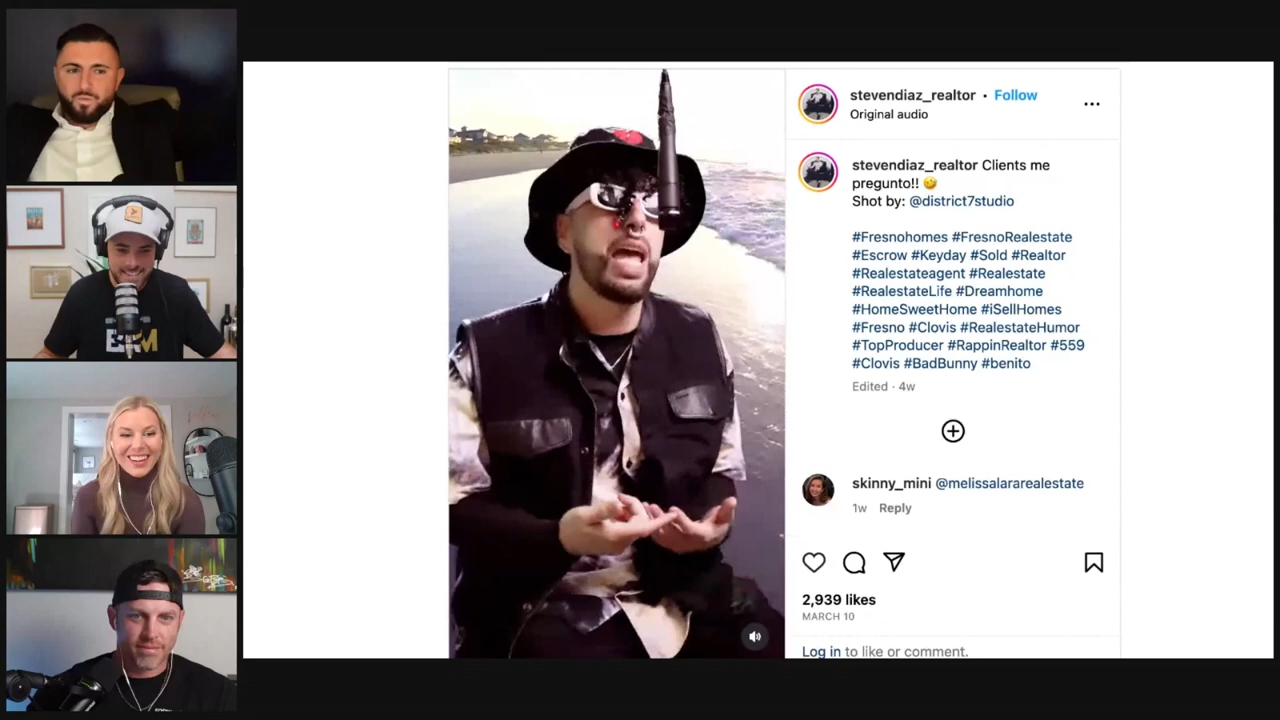 stevendiaz_realtor • Follow
Original audio
stevendiaz_realtor Clients me
pregunto!! 🤣
Shot by: @district7studio
#Fresnohomes #FresnoRealestate
#Escrow #Keyday #Sold #Realtor
#Realestateagent #Realestate
#RealestateLife #Dreamhome
#HomeSweetHome #iSellHomes
#Fresno #Clovis #RealestateHumor
#TopProducer #RappinRealtor #559
#Clovis #BadBunny #benito
Edited · 4w
skinny_mini @melissalararealestate
1w Reply
2,939 likes
MARCH 10
Log in to like or comment.